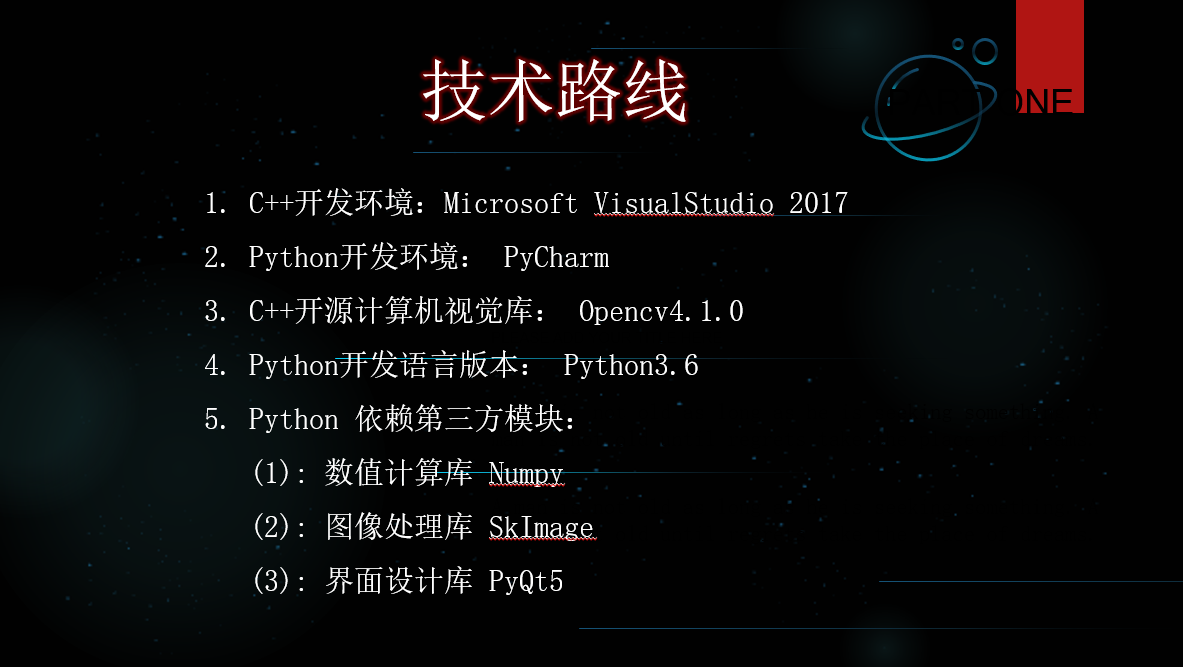 技术路线
ONE
1. C++开发环境：Microsoft VisualStudio 2017
2. Python开发环境： PyCharm
3. C++开源计算机视觉库： Opencv4.1.0
4. Python开发语言版本： Python3.6
5. Python 依赖第三方模块：
(1): 数值计算库 Numpy
(2): 图像处理库 SkImage
(3): 界面设计库 PyQt5